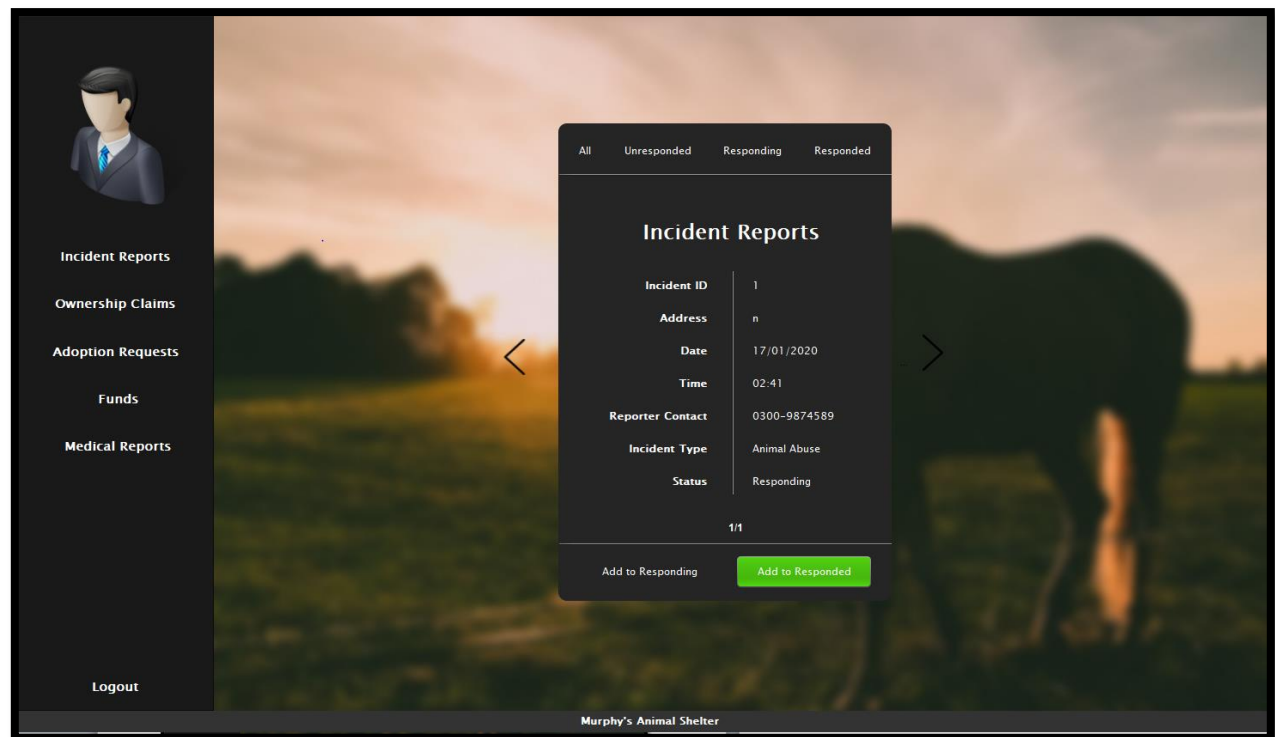 Incident Reports
Ownership Claims
Adoption Requests
Funds
Medical Reports
Logout
All Unresponded Responding Responded
Incident Reports
Incident ID 1
Address n
Date 17/01/2020
Time 02:41
Reporter Contact 0300-9874589
Incident Type Animal Abuse
Status Responding
1/1
Add to Responding Add to Responded
Murphy's Animal Shelter